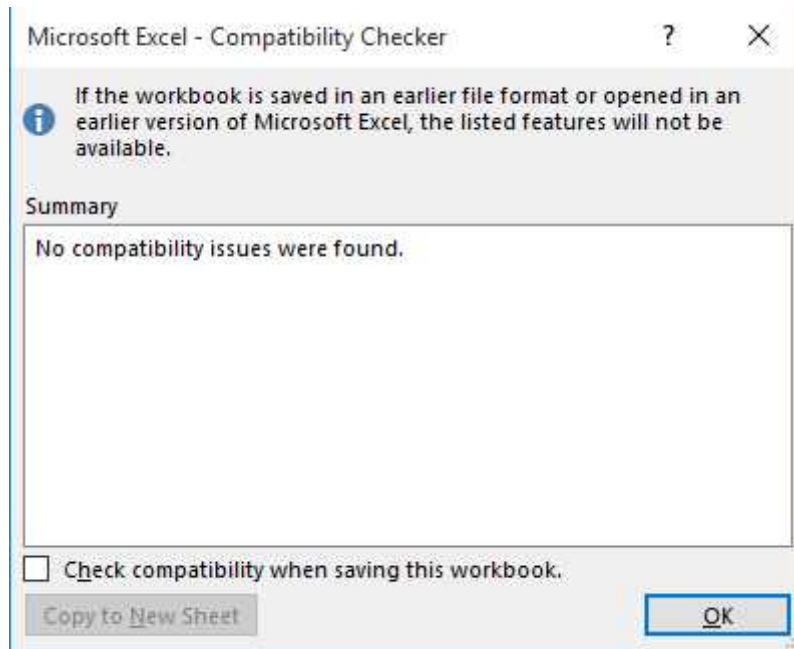 Microsoft Excel - Compatibility Checker
If the workbook is saved in an earlier file format or opened in an
earlier version of Microsoft Excel, the listed features will not be
available.
Summary
No compatibility issues were found.
Check compatibility when saving this workbook.
Copy to New Sheet
OK